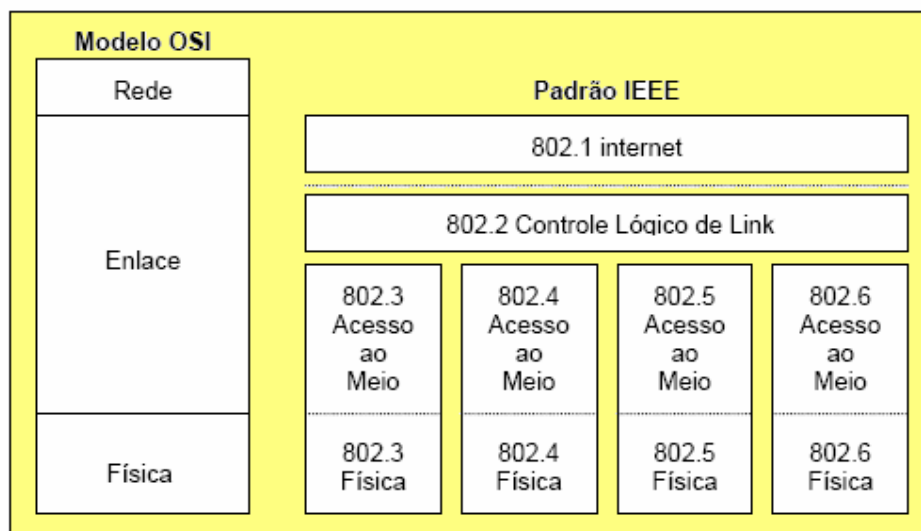 Modelo OSI
Rede
Enlace
Física
Padrão IEEE
802.1 internet
802.2 Controle Lógico de Link
802.3
Acesso
ao
Meio
802.3
Física
802.4
Acesso
ao
Meio
802.4
Física
802.5
Acesso
ao
Meio
802.5
Física
802.6
Acesso
ao
Meio
802.6
Física